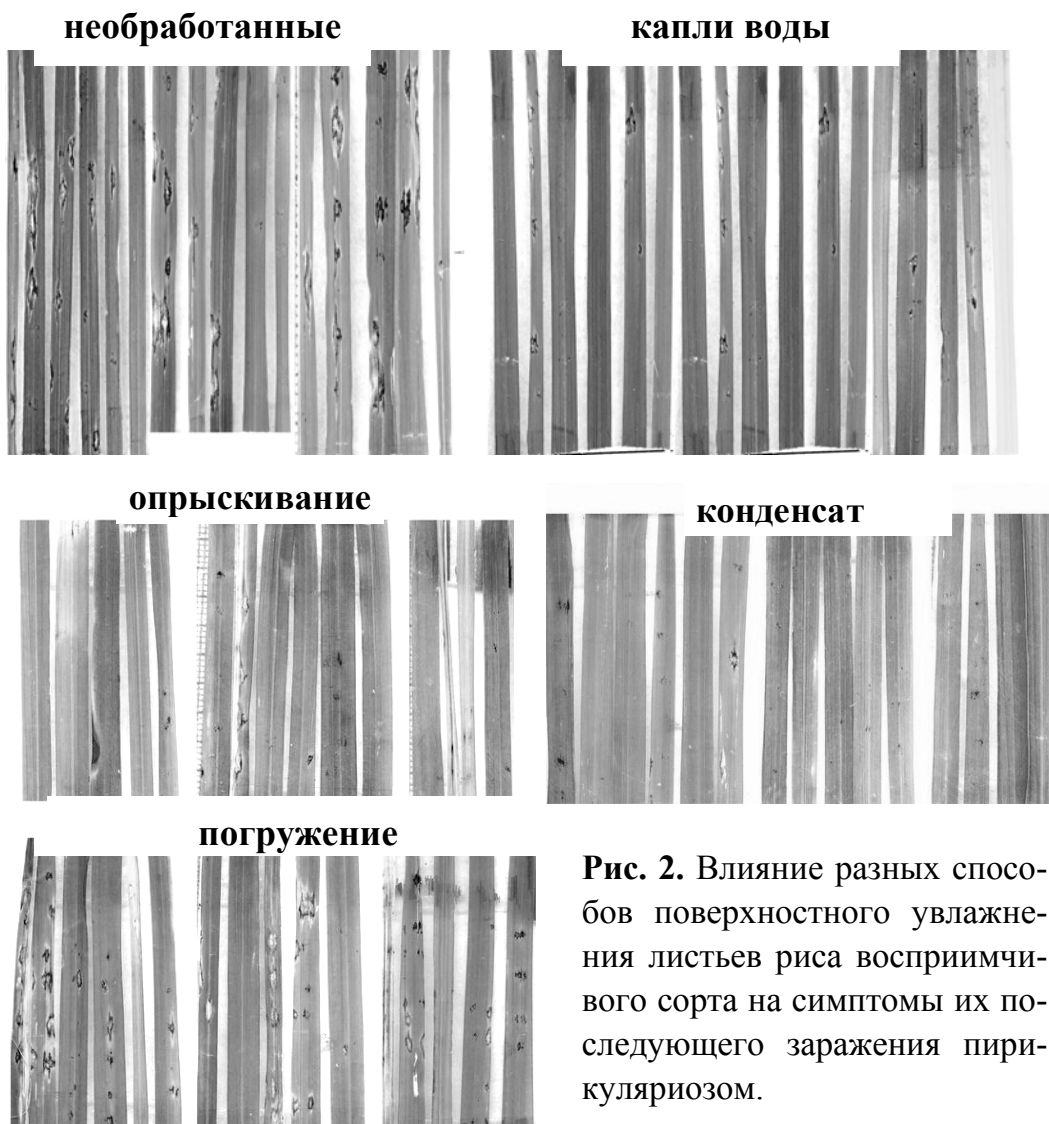 необработанные
капли воды
опрыскивание
конденсат
погружение
Рис. 2. Влияние разных спосо-
бов поверхностного увлажне-
ния листьев риса восприимчи-
вого сорта на симптомы их по-
следующего заражения пири-
куляриозом.